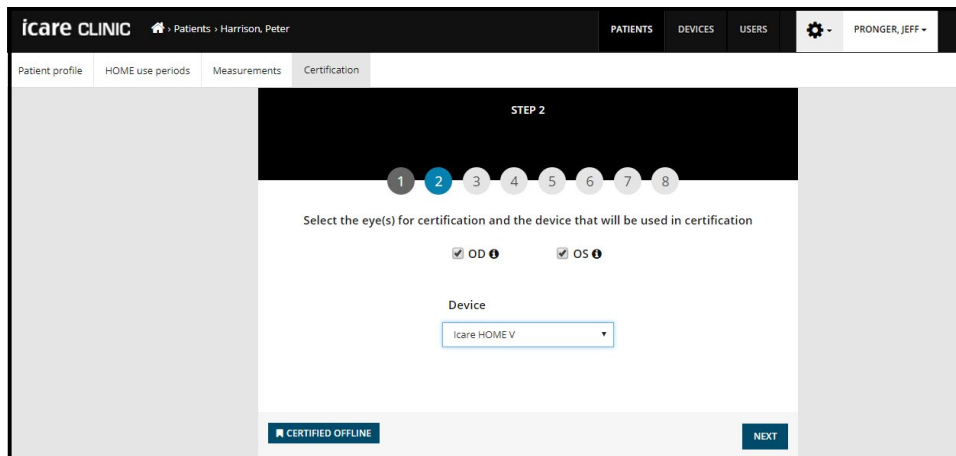 icare CLINIC › Patients › Harrison, Peter PATIENTS DEVICES USERS PRONGER, JEFF
Patient profile HOME use periods Measurements Certification
STEP 2
1 2 3 4 5 6 7 8
Select the eye(s) for certification and the device that will be used in certification
OD OS
Device
Icare HOME V
CERTIFIED OFFLINE NEXT